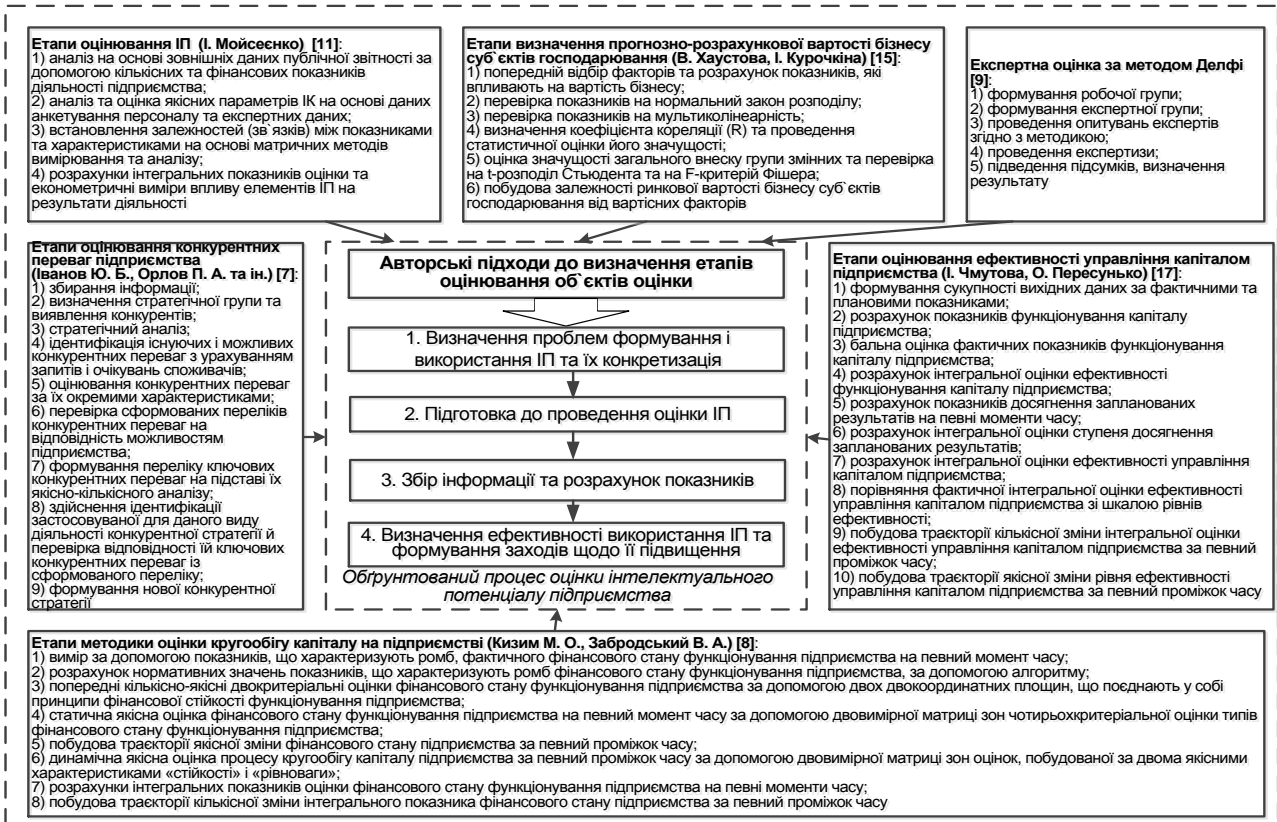 Етапи оцінювання ІП (І. Мойсеєнко) [11]:
1) аналіз на основі зовнішніх даних публічної звітності за
допомогою кількісних та фінансових показників
діяльності підприємства;
2) аналіз та оцінка якісних параметрів ІК на основі даних
анкетування персоналу та експертних даних;
3) встановлення залежностей (зв`язків) між показниками
та характеристиками на основі матричних методів
вимірювання та аналізу;
4) розрахунки інтегральних показників оцінки та
економетричні виміри впливу елементів ІП на
результати діяльності
Етапи визначення прогнозно-розрахункової вартості бізнесу
суб`єктів господарювання (В. Хаустова, І. Курочкіна) [15]:
1) попередній відбір факторів та розрахунок показників, які
впливають на вартість бізнесу;
2) перевірка показників на нормальний закон розподілу;
3) перевірка показників на мультиколінеарність;
4) визначення коефіцієнта кореляції (R) та проведення
статистичної оцінки його значущості;
5) оцінка значущості загального внеску групи змінних та перевірка
на t-розподіл Стьюдента та на F-критерій Фішера;
6) побудова залежності ринкової вартості бізнесу суб`єктів
господарювання від вартісних факторів
Експертна оцінка за методом Делфі
[9]:
1) формування робочої групи;
2) формування експертної групи;
3) проведення опитувань експертів
згідно з методикою;
4) проведення експертизи;
5) підведення підсумків, визначення
результату
Етапи оцінювання конкурентних
переваг підприємства
(Іванов Ю. Б., Орлов П. А. та ін.) [7]:
1) збирання інформації;
2) визначення стратегічної групи та
виявлення конкурентів;
3) стратегічний аналіз;
4) ідентифікація існуючих і можливих
конкурентних переваг з урахуванням
запитів і очікувань споживачів;
5) оцінювання конкурентних переваг
за їх окремими характеристиками;
6) перевірка сформованих переліків
конкурентних переваг на
відповідність можливостям
підприємства;
7) формування переліку ключових
конкурентних переваг на підставі їх
якісно-кількісного аналізу;
8) здійснення ідентифікації
застосовуваної для даного виду
діяльності конкурентної стратегії й
перевірка відповідності їй ключових
конкурентних переваг із
сформованого переліку;
9) формування нової конкурентної
стратегії
Авторські підходи до визначення етапів
оцінювання об`єктів оцінки
1. Визначення проблем формування і
використання ІП та їх конкретизація
2. Підготовка до проведення оцінки ІП
3. Збір інформації та розрахунок показників
4. Визначення ефективності використання ІП та
формування заходів щодо її підвищення
Обґрунтований процес оцінки інтелектуального
потенціалу підприємства
Етапи оцінювання ефективності управління капіталом
підприємства (І. Чмутова, О. Пересунько) [17]:
1) формування сукупності вихідних даних за фактичними та
плановими показниками;
2) розрахунок показників функціонування капіталу
підприємства;
3) бальна оцінка фактичних показників функціонування
капіталу підприємства;
4) розрахунок інтегральної оцінки ефективності
функціонування капіталу підприємства;
5) розрахунок показників досягнення запланованих
результатів на певні моменти часу;
6) розрахунок інтегральної оцінки ступеня досягнення
запланованих результатів;
7) розрахунок інтегральної оцінки ефективності управління
капіталом підприємства;
8) порівняння фактичної інтегральної оцінки ефективності
управління капіталом підприємства зі шкалою рівнів
ефективності;
9) побудова траєкторії кількісної зміни інтегральної оцінки
ефективності управління капіталом підприємства за певний
проміжок часу;
10) побудова траєкторії якісної зміни рівня ефективності
управління капіталом підприємства за певний проміжок часу
Етапи методики оцінки кругообігу капіталу на підприємстві (Кизим М. О., Забродський В. А.) [8]:
1) вимір за допомогою показників, що характеризують ромб, фактичного фінансового стану функціонування підприємства на певний момент часу;
2) розрахунок нормативних значень показників, що характеризують ромб фінансового стану функціонування підприємства, за допомогою алгоритму;
3) попередні кількісно-якісні двокритеріальні оцінки фінансового стану функціонування підприємства за допомогою двох двокоординатних площин, що поєднають у собі
принципи фінансової стійкості функціонування підприємства;
4) статична якісна оцінка фінансового стану функціонування підприємства на певний момент часу за допомогою двовимірної матриці зон чотирьохкритеріальної оцінки типів
фінансового стану функціонування підприємства;
5) побудова траєкторії якісної зміни фінансового стану підприємства за певний проміжок часу;
6) динамічна якісна оцінка процесу кругообігу капіталу підприємства за певний проміжок часу за допомогою двовимірної матриці зон оцінок, побудованої за двома якісними
характеристиками «стійкості» і «рівноваги»;
7) розрахунки інтегральних показників оцінки фінансового стану функціонування підприємства на певні моменти часу;
8) побудова траєкторії кількісної зміни інтегрального показника фінансового стану підприємства за певний проміжок часу